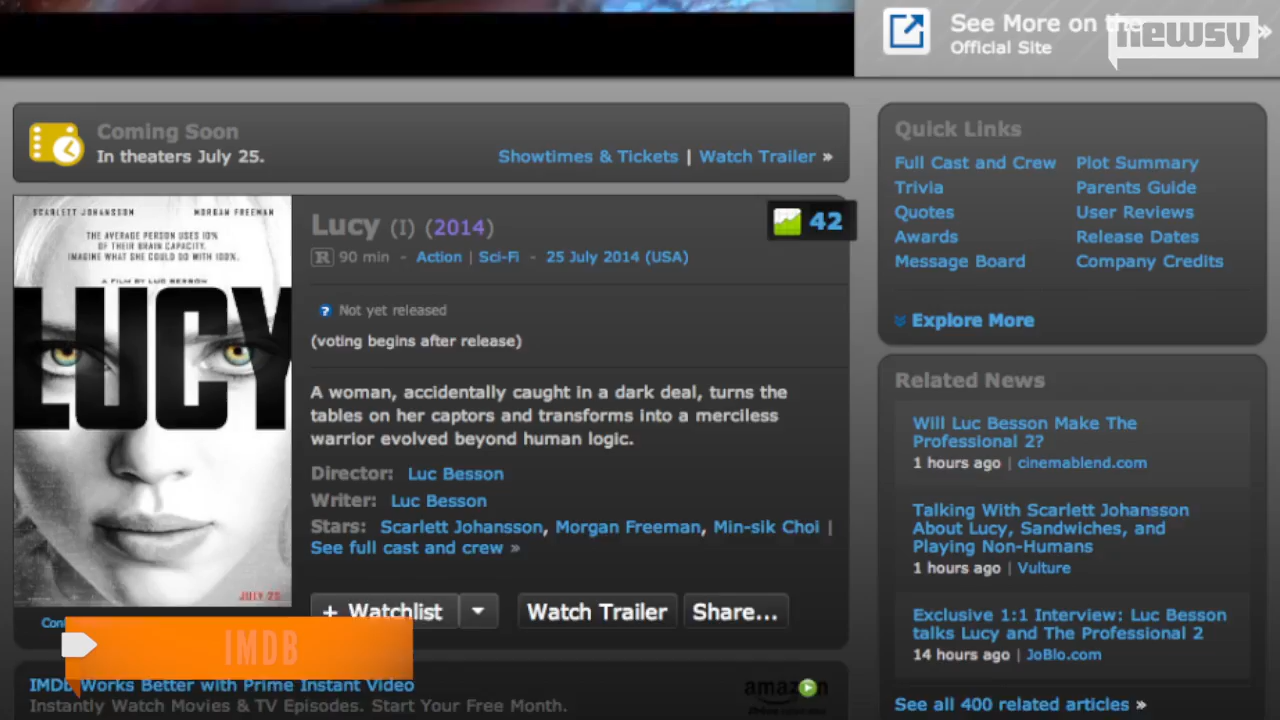 See More on the
Official Site
»
newsy
Coming Soon
In theaters July 25.
Showtimes & Tickets | Watch Trailer »
Quick Links
Full Cast and Crew
Plot Summary
Trivia
Parents Guide
Quotes
User Reviews
Awards
Release Dates
Message Board
Company Credits
Explore More
SCARLETT JOHANSSON
MORGAN FREEMAN
THE AVERAGE PERSON USES 10%
OF THEIR BRAIN CAPACITY.
IMAGINE WHAT SHE COULD DO WITH 100%.
A FILM BY LUC BESSON
LUCY
JULY 25
Lucy (I) (2014)
42
R 90 min - Action | Sci-Fi - 25 July 2014 (USA)
? Not yet released
(voting begins after release)
A woman, accidentally caught in a dark deal, turns the
tables on her captors and transforms into a merciless
warrior evolved beyond human logic.
Director: Luc Besson
Writer: Luc Besson
Stars: Scarlett Johansson, Morgan Freeman, Min-sik Choi |
See full cast and crew »
+ Watchlist
Watch Trailer
Share...
Related News
Will Luc Besson Make The
Professional 2?
1 hours ago | cinemablend.com
Talking With Scarlett Johansson
About Lucy, Sandwiches, and
Playing Non-Humans
1 hours ago | Vulture
Exclusive 1:1 Interview: Luc Besson
talks Lucy and The Professional 2
14 hours ago | JoBlo.com
See all 400 related articles »
IMDB
IMDb Works Better with Prime Instant Video
Instantly Watch Movies & TV Episodes. Start Your Free Month.
amazon